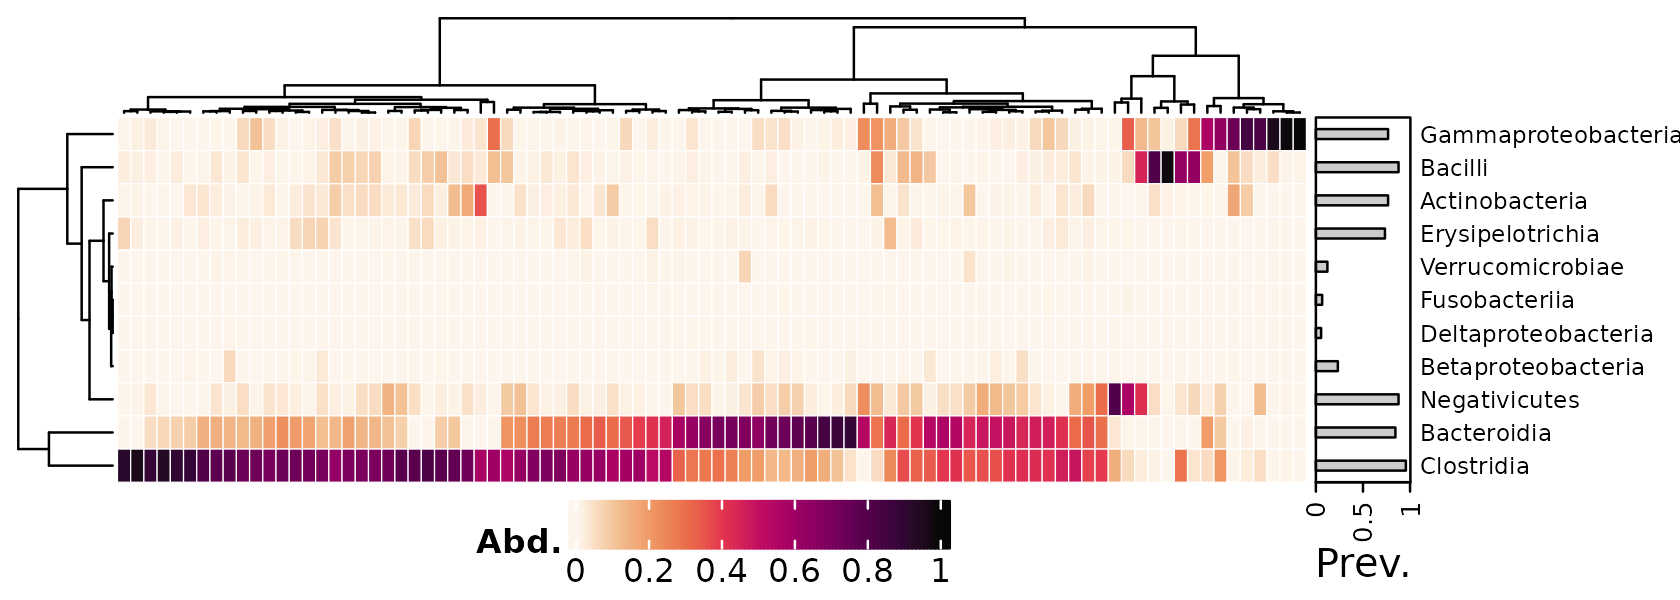 Gammaproteobacteria
Bacilli
Actinobacteria
Erysipelotrichia
Verrucomicrobiae
Fusobacteriia
Deltaproteobacteria
Betaproteobacteria
Negativicutes
Bacteroidia
Clostridia
0 0.5 1
Prev.
Abd.
0 0.2 0.4 0.6 0.8 1